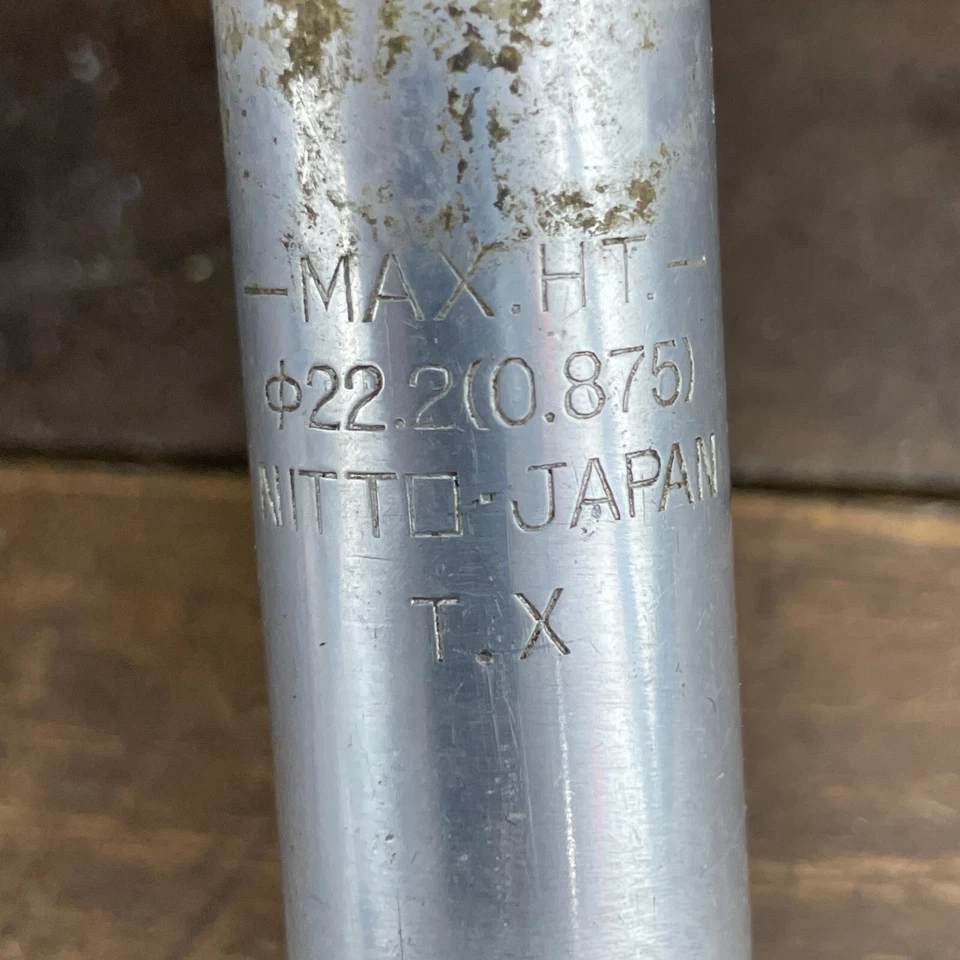 -MAX.HT.-
ϕ22.2(0.875)
NITTO·JAPAN
T.X